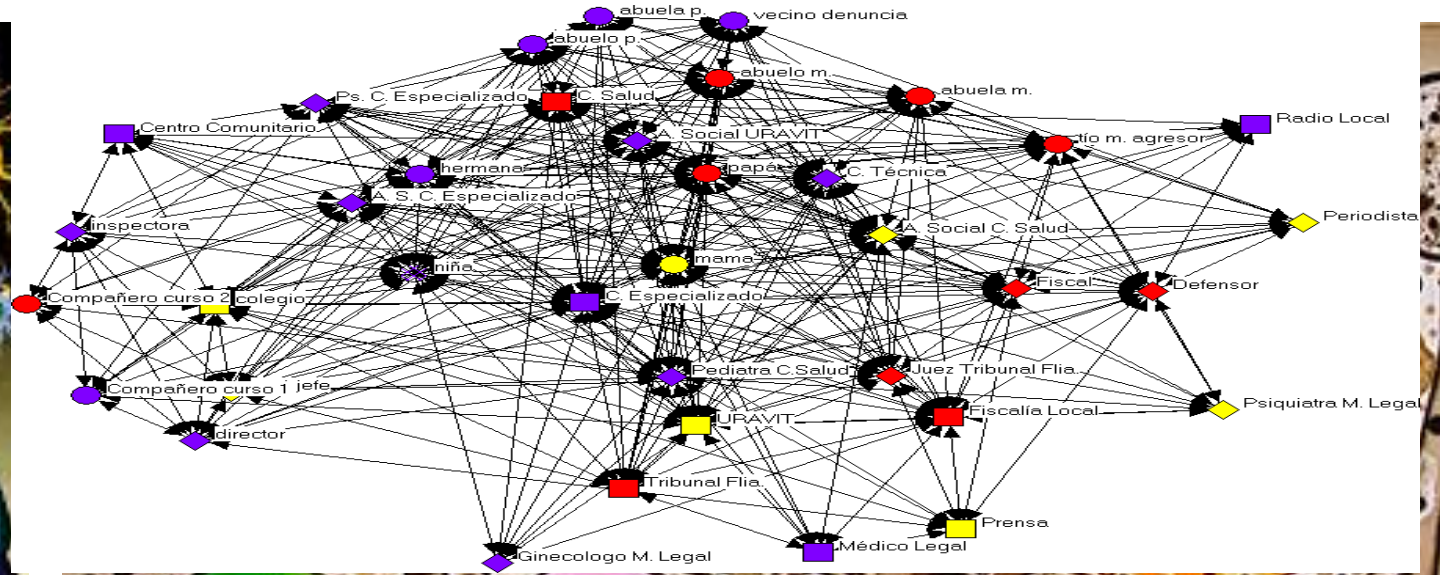 abuela p.
vecino denuncia
abuelo p.
abuelo m.
abuela m.
Ps. C. Especializado
C. Salud
Radio Local
Centro Comunitario
A. Social URAVIT
tío m. agresor
hermana
papá
C. Técnica
A. S. C. Especializado
Periodista
inspectora
A. Social C. Salud
mama
niña
Fiscal
Defensor
Compañero curso 2
colegio
C. Especializado
Pediatra C.Salud
Juez Tribunal Flia.
Compañero curso 1
jefe
Psiquiatra M. Legal
Fiscalía Local
URAVIT
director
Tribunal Flia.
Prensa
Médico Legal
Ginecologo M. Legal